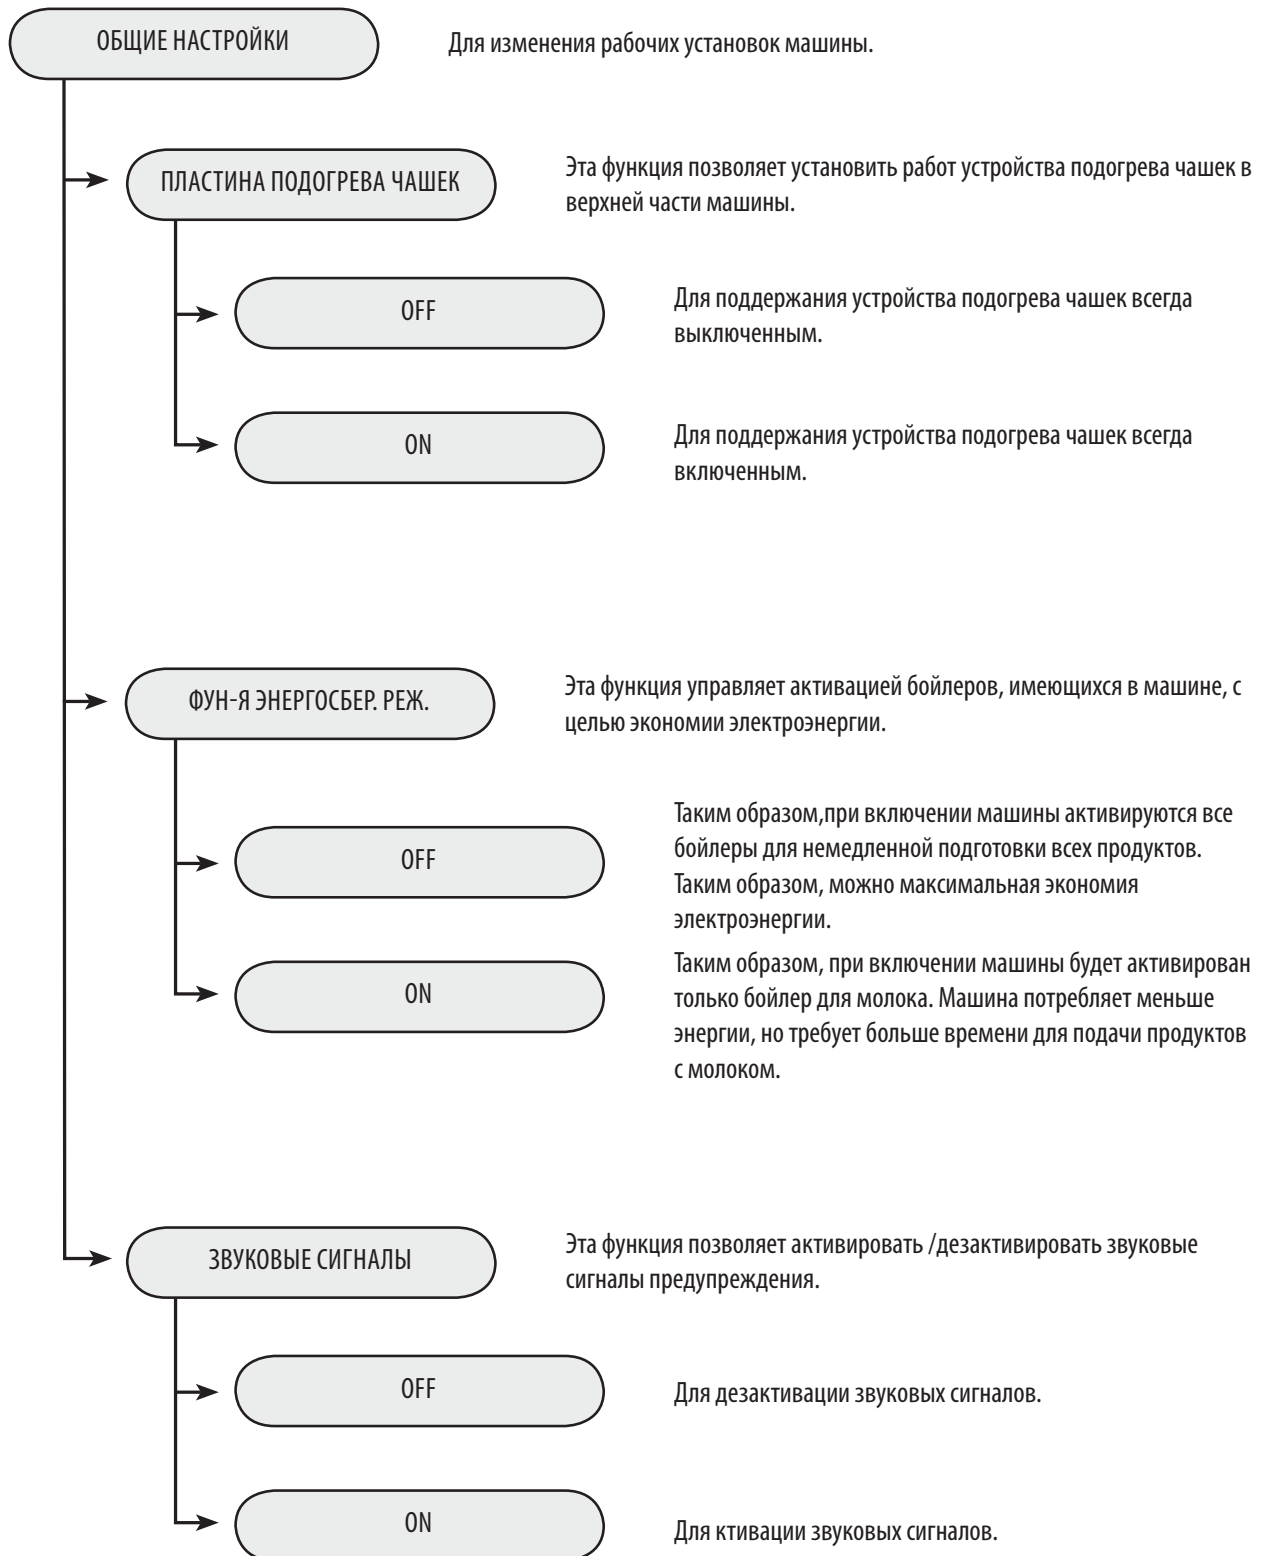 ОБЩИЕ НАСТРОЙКИ
Для изменения рабочих установок машины.
ПЛАСТИНА ПОДОГРЕВА ЧАШЕК
Эта функция позволяет установить работ устройства подогрева чашек в
верхней части машины.
OFF
Для поддержания устройства подогрева чашек всегда
выключенным.
ON
Для поддержания устройства подогрева чашек всегда
включенным.
ФУН-Я ЭНЕРГОСБЕР. РЕЖ.
Эта функция управляет активацией бойлеров, имеющихся в машине, с
целью экономии электроэнергии.
OFF
Таким образом,при включении машины активируются все
бойлеры для немедленной подготовки всех продуктов.
Таким образом, можно максимальная экономия
электроэнергии.
ON
Таким образом, при включении машины будет активирован
только бойлер для молока. Машина потребляет меньше
энергии, но требует больше времени для подачи продуктов
с молоком.
ЗВУКОВЫЕ СИГНАЛЫ
Эта функция позволяет активировать /дезактивировать звуковые
сигналы предупреждения.
OFF
Для дезактивации звуковых сигналов.
ON
Для ктивации звуковых сигналов.